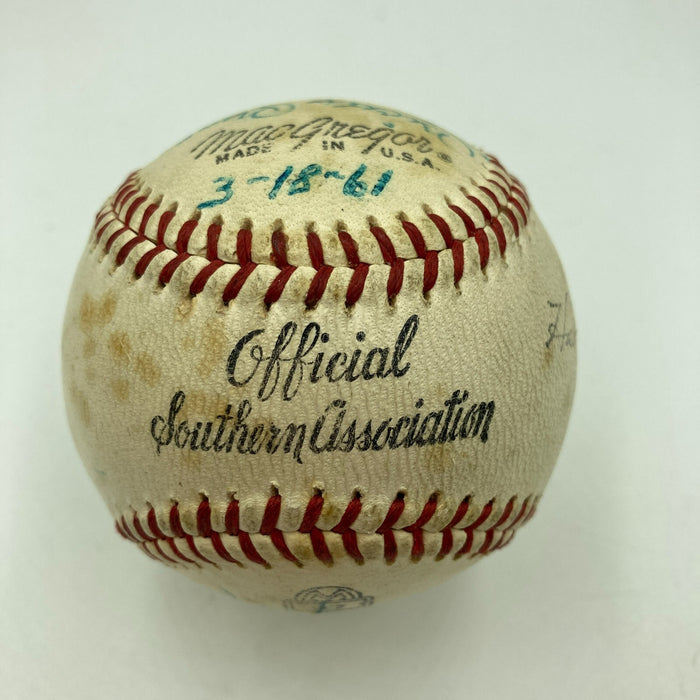 MacGregor®
MADE IN U.S.A.
3-18-61
Official
Southern Association